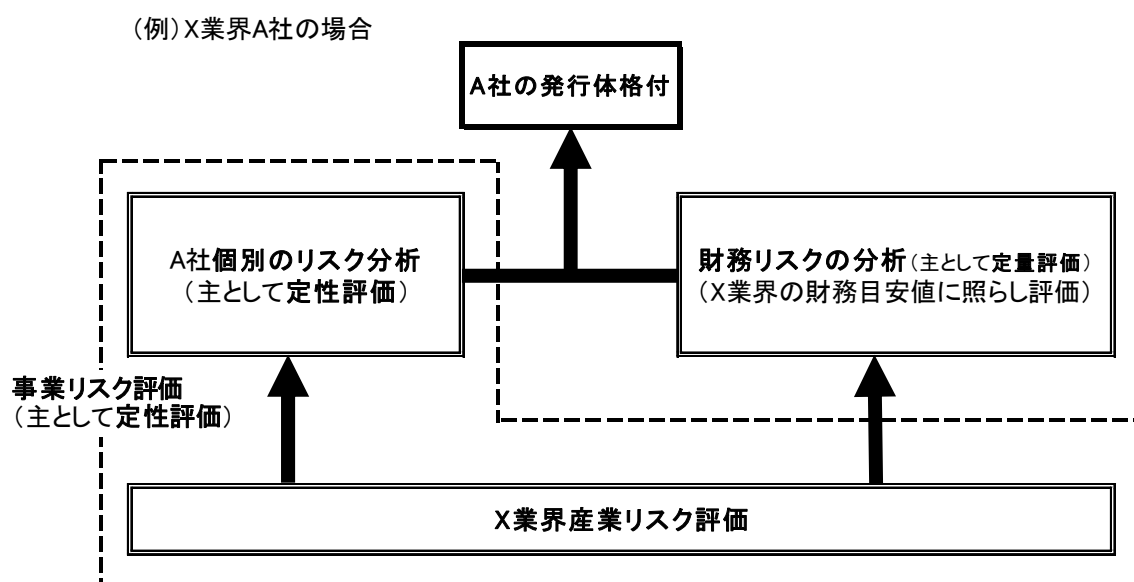 （例）X業界A社の場合
A社の発行体格付
A社個別のリスク分析
（主として定性評価）
財務リスクの分析（主として定量評価）
（X業界の財務目安値に照らし評価）
事業リスク評価
（主として定性評価）
X業界産業リスク評価